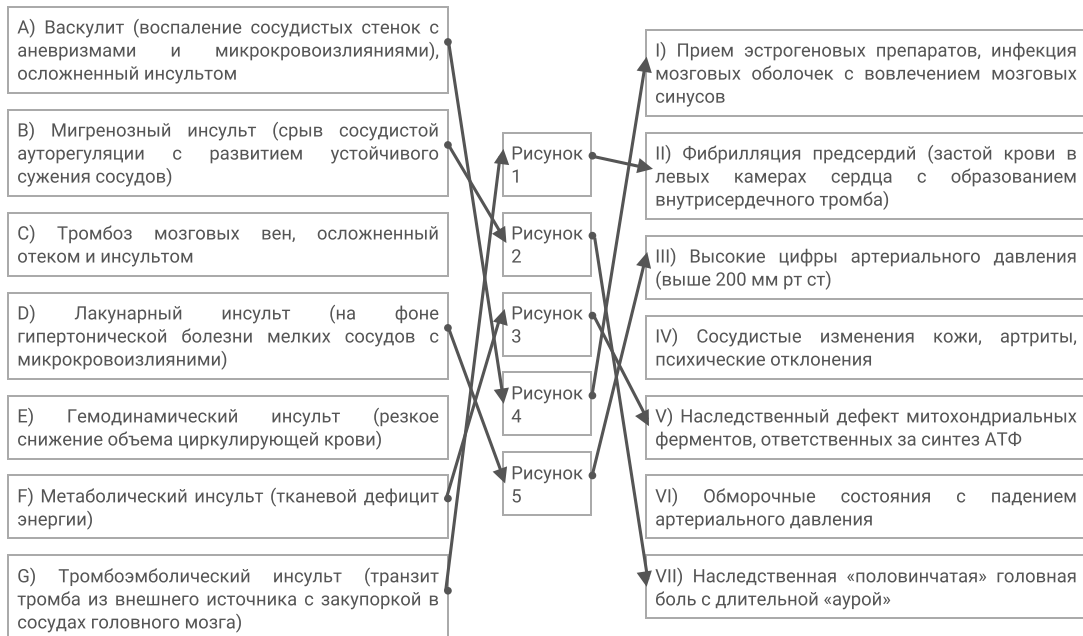 A) Васкулит (воспаление сосудистых стенок с
аневризмами и микрокровоизлияниями),
осложненный инсультом
B) Мигренозный инсульт (срыв сосудистой
ауторегуляции с развитием устойчивого
сужения сосудов)
C) Тромбоз мозговых вен, осложненный
отеком и инсультом
D) Лакунарный инсульт (на фоне
гипертонической болезни мелких сосудов с
микрокровоизлияними)
E) Гемодинамический инсульт (резкое
снижение объема циркулирующей крови)
F) Метаболический инсульт (тканевой дефицит
энергии)
G) Тромбоэмболический инсульт (транзит
тромба из внешнего источника с закупоркой в
сосудах головного мозга)
Рисунок
1
Рисунок
2
Рисунок
3
Рисунок
4
Рисунок
5
I) Прием эстрогеновых препаратов, инфекция
мозговых оболочек с вовлечением мозговых
синусов
II) Фибрилляция предсердий (застой крови в
левых камерах сердца с образованием
внутрисердечного тромба)
III) Высокие цифры артериального давления
(выше 200 мм рт ст)
IV) Сосудистые изменения кожи, артриты,
психические отклонения
V) Наследственный дефект митохондриальных
ферментов, ответственных за синтез АТФ
VI) Обморочные состояния с падением
артериального давления
VII) Наследственная «половинчатая» головная
боль с длительной «аурой»